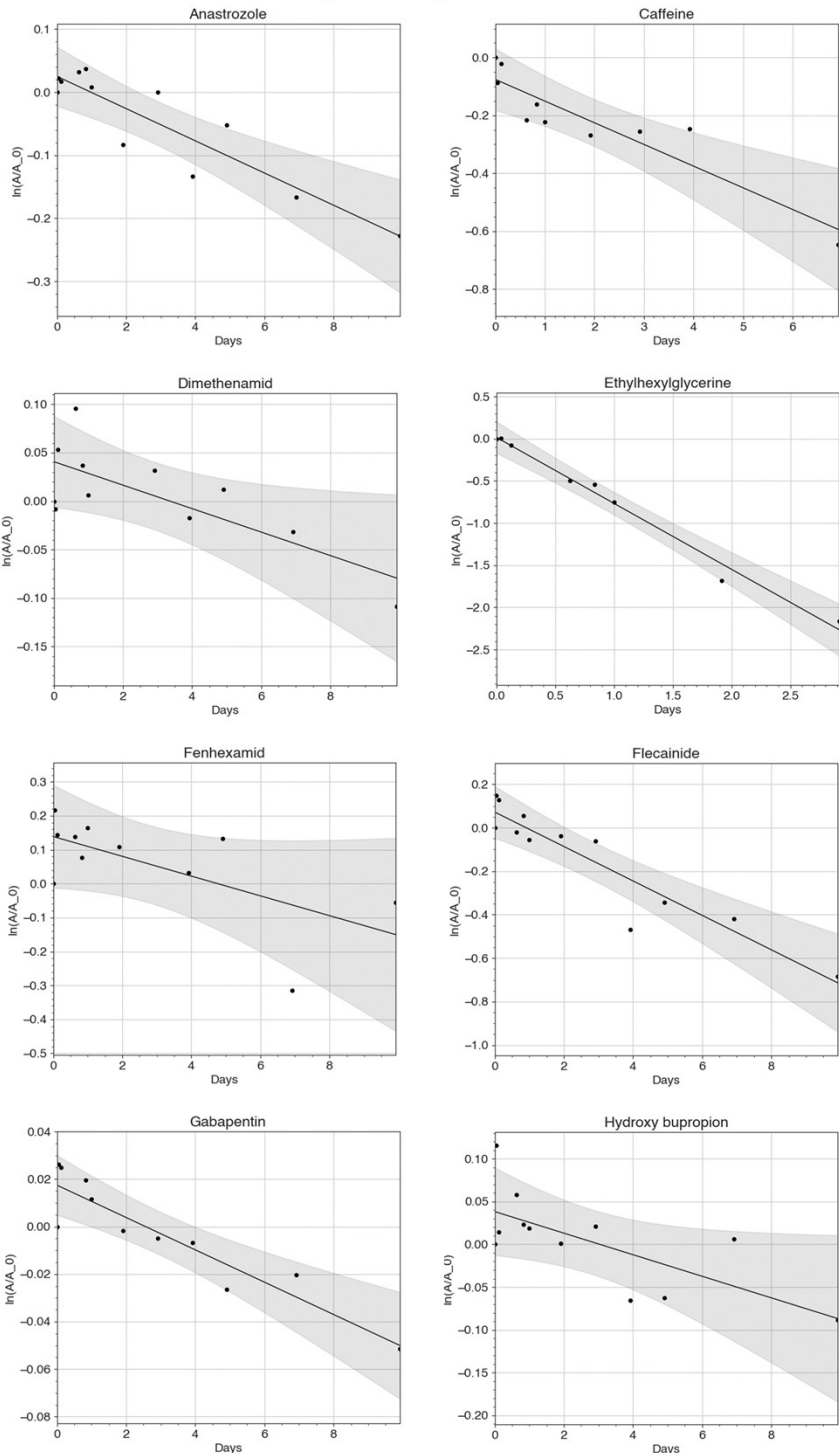 Anastrozole
0.1
0.0
−0.1
−0.2
−0.3
ln(A/A_0)
0 2 4 6 8
Days
Caffeine
0.0
−0.2
−0.4
−0.6
−0.8
ln(A/A_0)
0 1 2 3 4 5 6
Days
Dimethenamid
0.10
0.05
0.00
−0.05
−0.10
−0.15
ln(A/A_0)
0 2 4 6 8
Days
Ethylhexylglycerine
0.5
0.0
−0.5
−1.0
−1.5
−2.0
−2.5
ln(A/A_0)
0.0 0.5 1.0 1.5 2.0 2.5
Days
Fenhexamid
0.3
0.2
0.1
0.0
−0.1
−0.2
−0.3
−0.4
−0.5
ln(A/A_0)
0 2 4 6 8
Days
Flecainide
0.2
0.0
−0.2
−0.4
−0.6
−0.8
−1.0
ln(A/A_0)
0 2 4 6 8
Days
Gabapentin
0.04
0.02
0.00
−0.02
−0.04
−0.06
−0.08
ln(A/A_0)
0 2 4 6 8
Days
Hydroxy bupropion
0.10
0.05
0.00
−0.05
−0.10
−0.15
−0.20
ln(A/A_0)
0 2 4 6 8
Days